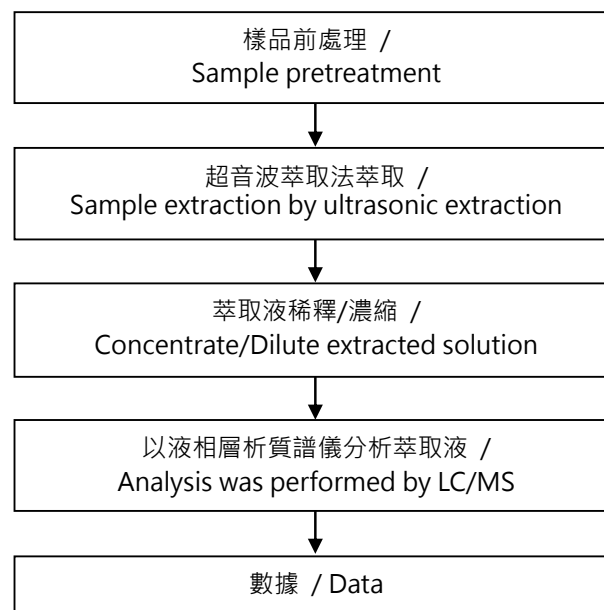 樣品前處理 /
Sample pretreatment
超音波萃取法萃取 /
Sample extraction by ultrasonic extraction
萃取液稀釋/濃縮 /
Concentrate/Dilute extracted solution
以液相層析質譜儀分析萃取液 /
Analysis was performed by LC/MS
數據 / Data